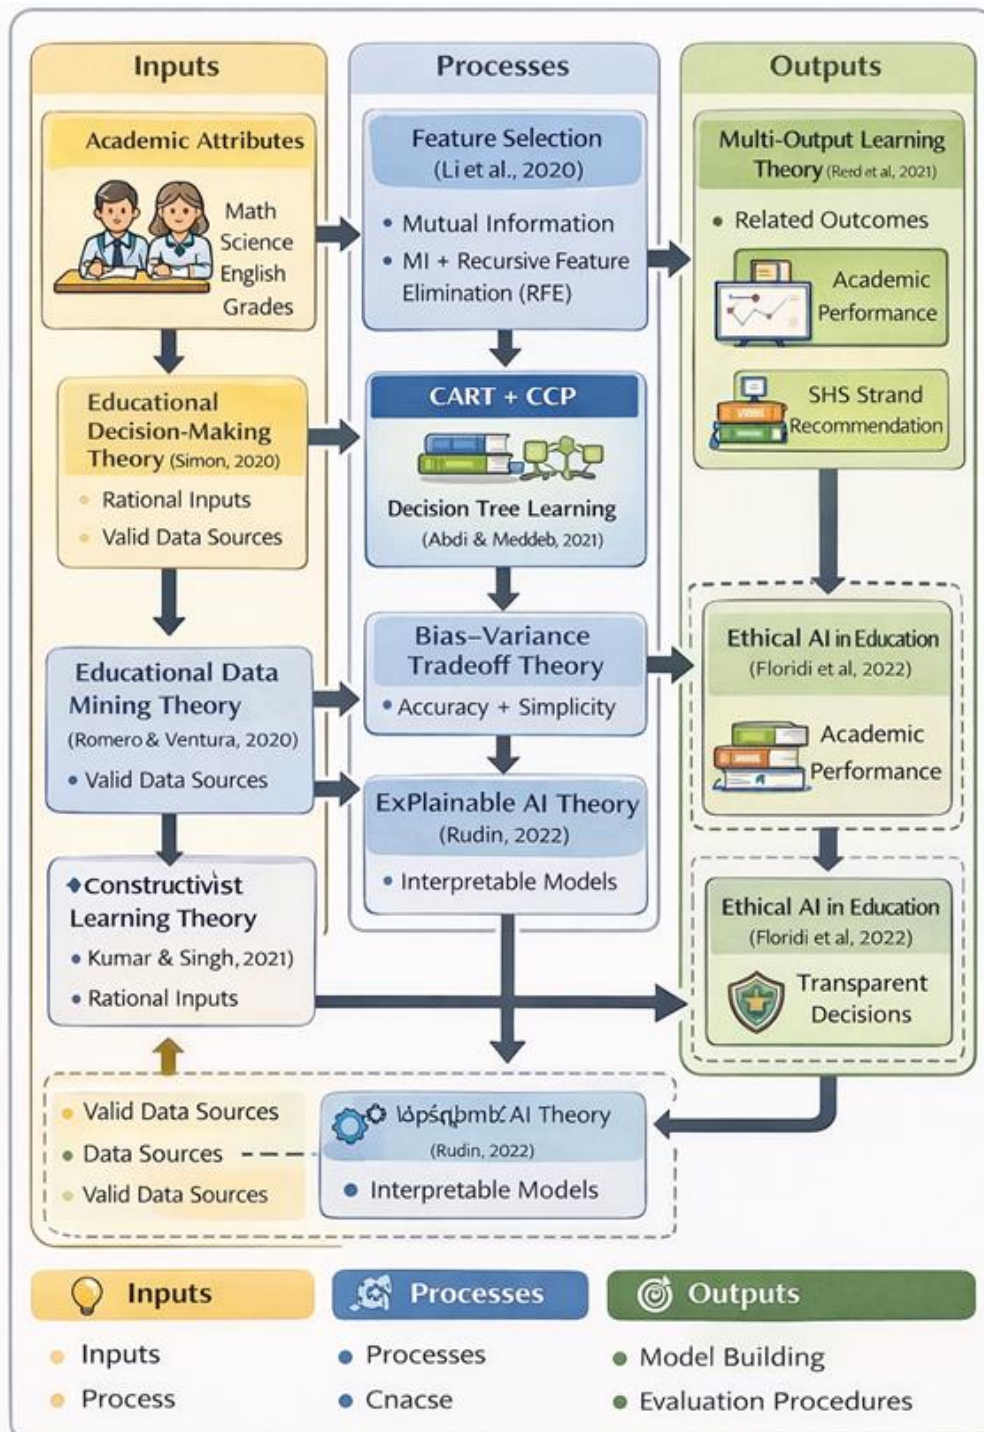 Inputs
Academic Attributes
Math
Science
English
Grades
Educational
Decision-Making
Theory (Simon, 2020)
Rational Inputs
Valid Data Sources
Educational Data
Mining Theory
(Romero & Ventura, 2020)
Valid Data Sources
Constructivist
Learning Theory
Kumar & Singh, 2021)
Rational Inputs
Processes
Feature Selection
(Li et al., 2020)
Mutual Information
MI + Recursive Feature
Elimination (RFE)
CART + CCP
Decision Tree Learning
(Abdi & Meddeb, 2021)
Bias–Variance
Tradeoff Theory
Accuracy + Simplicity
ExPlainable AI Theory
(Rudin, 2022)
Interpretable Models
Outputs
Multi-Output Learning
Theory (et al, 2021)
Related Outcomes
Academic
Performance
SHS Strand
Recommendation
Ethical AI in Education
(Floridi et al, 2022)
Academic
Performance
Ethical AI in Education
(Floridi et al, 2022)
Transparent
Decisions
Valid Data Sources
Data Sources
Valid Data Sources
AI Theory
(Rudin, 2022)
Interpretable Models
Inputs
Inputs
Process
Processes
Processes
Cnacse
Outputs
Model Building
Evaluation Procedures